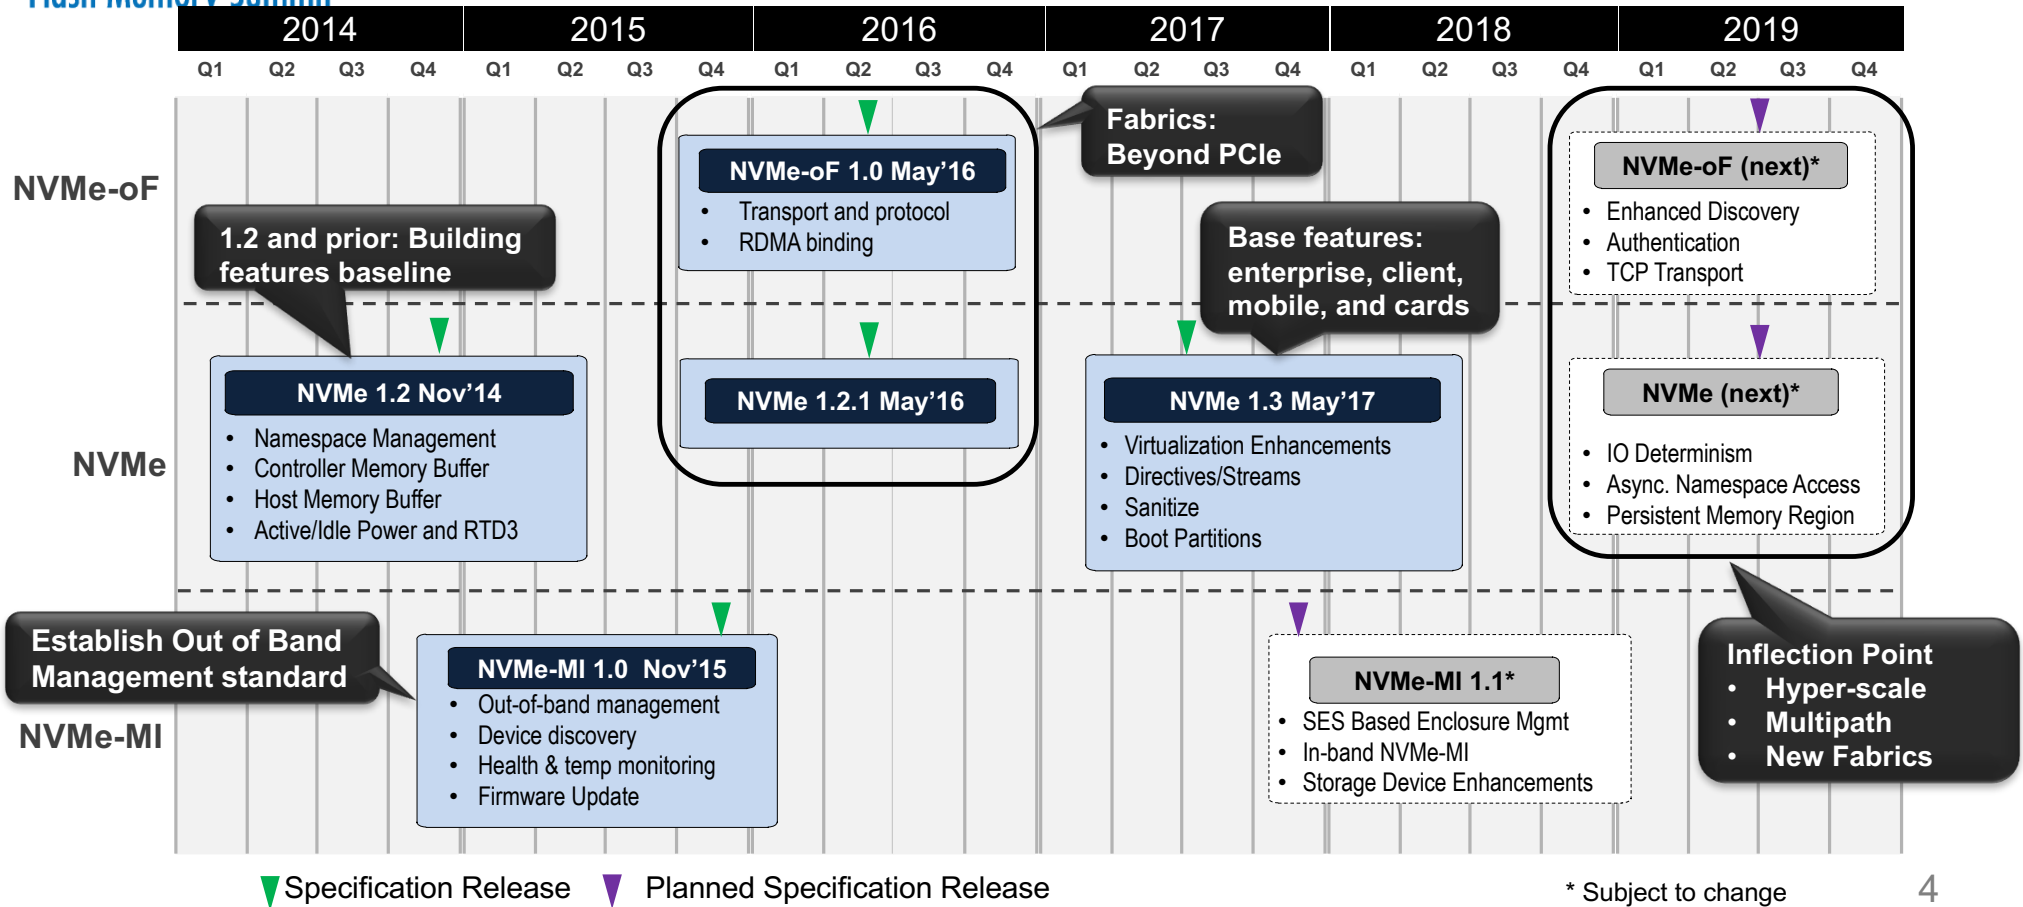 Flash Memory Summit
2014 2015 2016 2017 2018 2019
Q1 Q2 Q3 Q4 Q1 Q2 Q3 Q4 Q1 Q2 Q3 Q4 Q1 Q2 Q3 Q4 Q1 Q2 Q3 Q4 Q1 Q2 Q3 Q4
NVMe-oF
NVMe-oF 1.0 May’16
• Transport and protocol
• RDMA binding
Fabrics:
Beyond PCIe
NVMe-oF (next)*
• Enhanced Discovery
• Authentication
• TCP Transport
1.2 and prior: Building
features baseline
Base features:
enterprise, client,
mobile, and cards
NVMe
NVMe 1.2 Nov’14
• Namespace Management
• Controller Memory Buffer
• Host Memory Buffer
• Active/Idle Power and RTD3
NVMe 1.2.1 May’16
NVMe 1.3 May’17
• Virtualization Enhancements
• Directives/Streams
• Sanitize
• Boot Partitions
NVMe (next)*
• IO Determinism
• Async. Namespace Access
• Persistent Memory Region
Establish Out of Band
Management standard
NVMe-MI
NVMe-MI 1.0 Nov’15
• Out-of-band management
• Device discovery
• Health & temp monitoring
• Firmware Update
NVMe-MI 1.1*
• SES Based Enclosure Mgmt
• In-band NVMe-MI
• Storage Device Enhancements
Inflection Point
• Hyper-scale
• Multipath
• New Fabrics
Specification Release
Planned Specification Release
* Subject to change
4